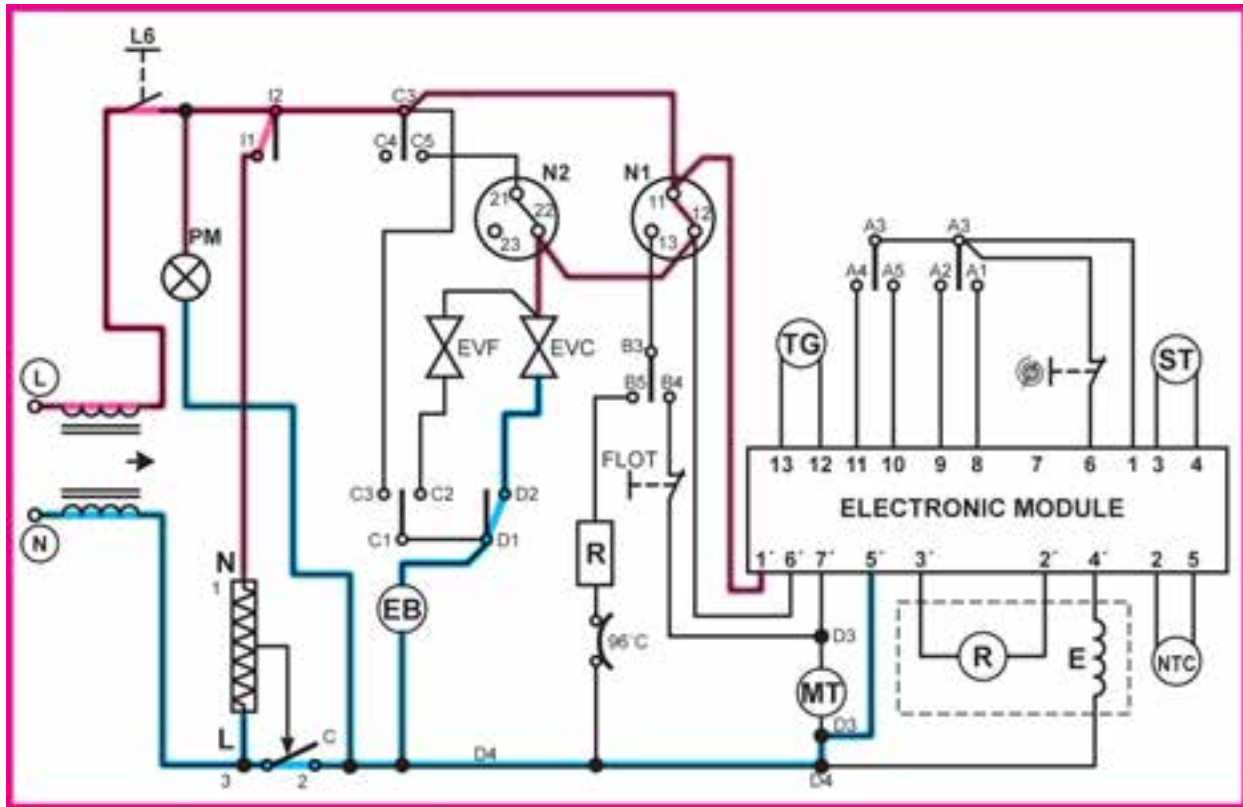 L6
I2
C3
I1
C4 C5
N2
N1
21
22
23
11
12
13
PM
A3
A3
A4 A5 A2 A1
EVF
EVC
B3
B5 B4
TG
ST
L
FLOT
13 12 11 10 9 8 7 6 1 3 4
C3
C2
D2
ELECTRONIC MODULE
N
C1
D1
R
1´ 6´ 7´ 5´ 3´ 2´ 4´ 2 5
N
1
EB
96°C
D3
R
E
NTC
MT
L
C
D3
3
2
D4
D4